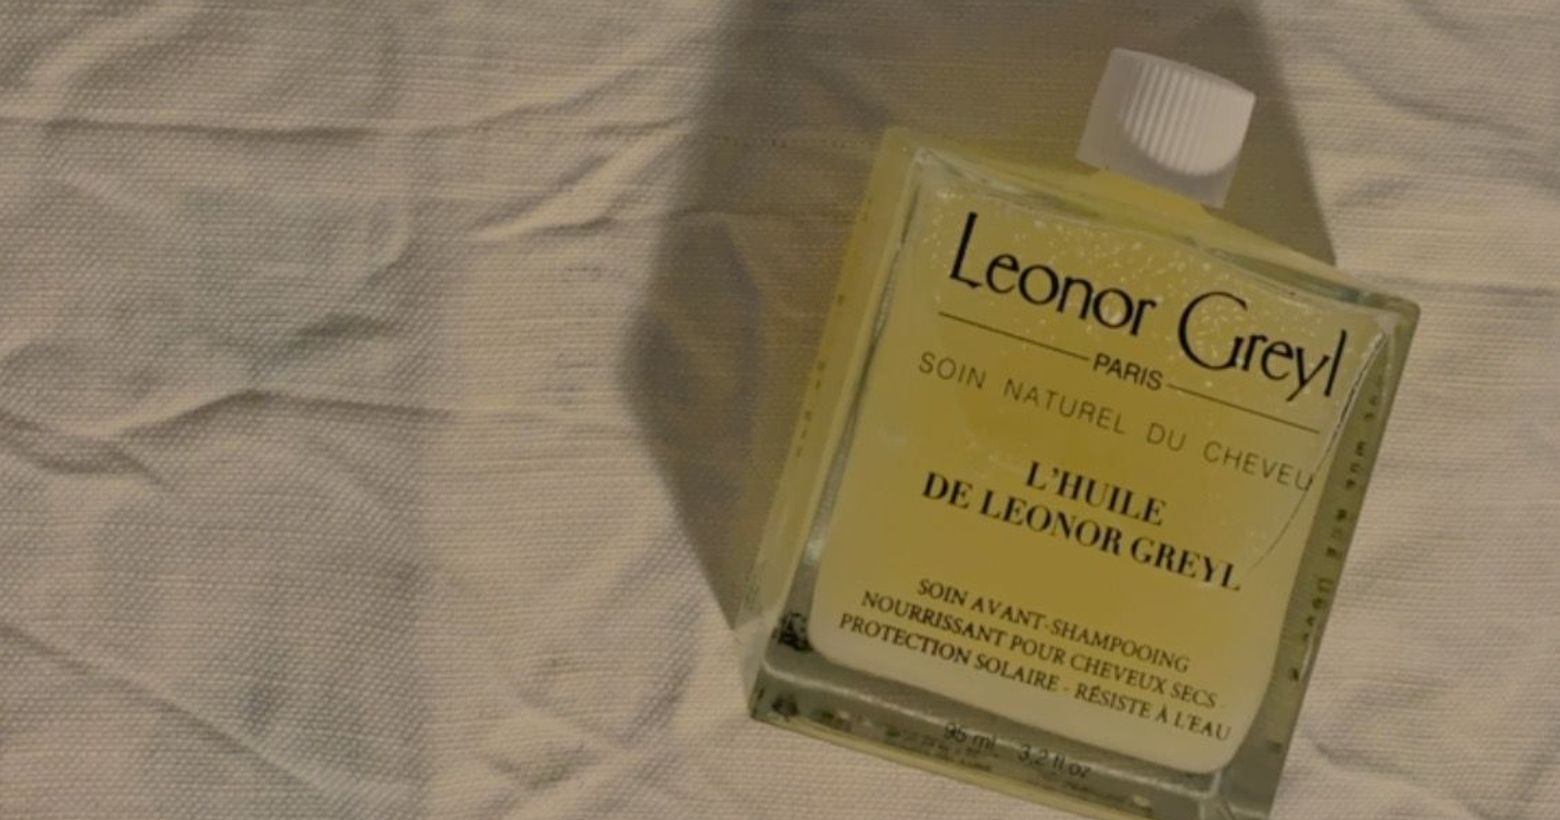 Leonor Greyl
PARIS
SOIN NATUREL DU CHEVEU
L'HUILE
DE LEONOR GREYL
SOIN AVANT-SHAMPOOING
NOURRISSANT POUR CHEVEUX SECS
PROTECTION SOLAIRE - RÉSISTE À L'EAU
95 ml 3,2 fl oz